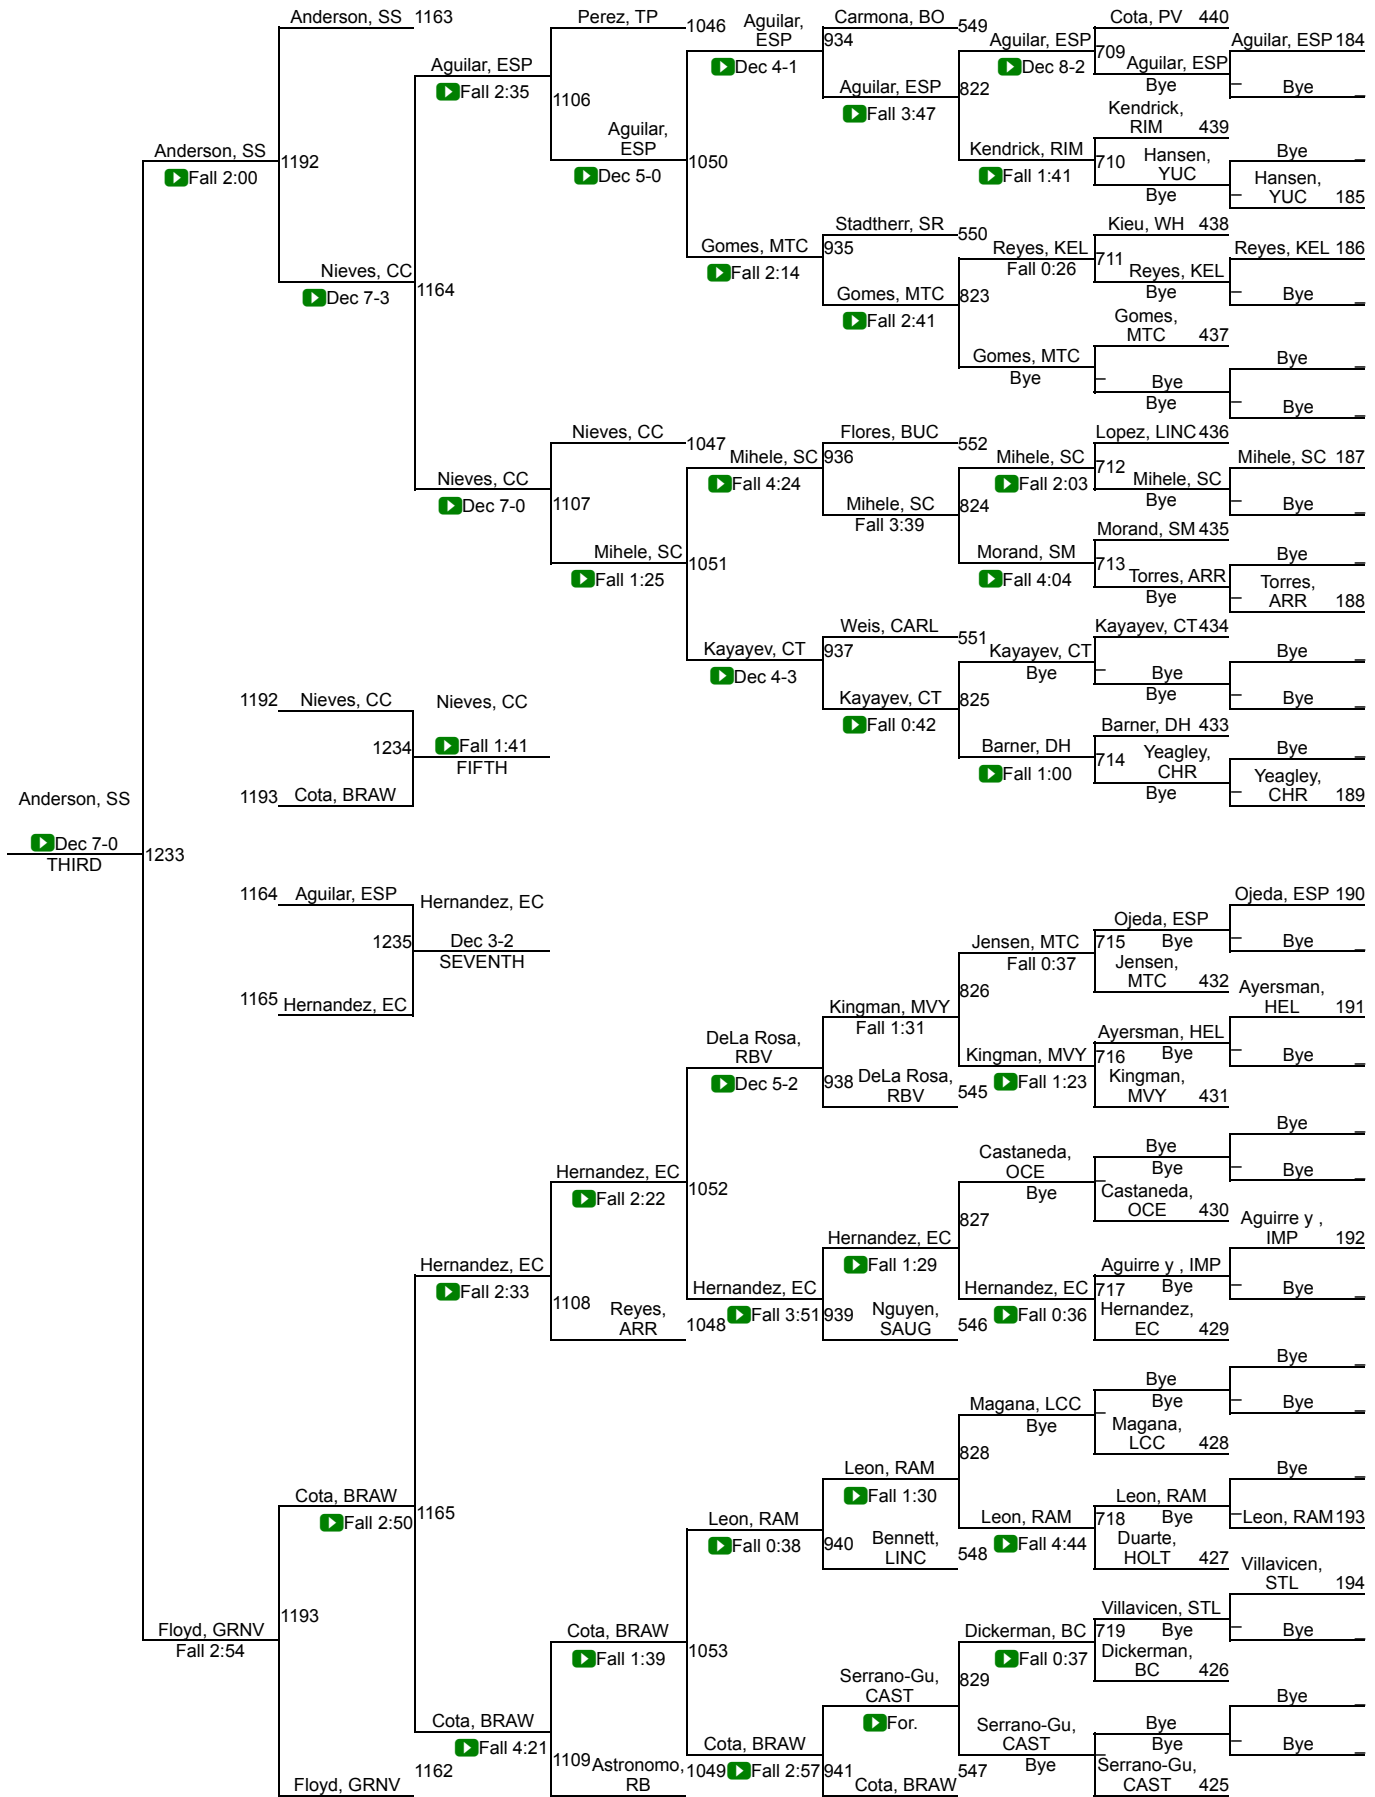 Anderson, SS 1163
Perez, TP
1046
Aguilar,
ESP
Carmona, BO
549
Cota, PV 440
934
Aguilar, ESP
709
Aguilar, ESP 184
Dec 4-1
Dec 8-2
Aguilar, ESP
Bye
Bye _
Aguilar, ESP
Fall 2:35
1106
Aguilar, ESP
822
Fall 3:47
Kendrick,
RIM 439
Aguilar,
ESP
Dec 5-0
1050
Kendrick, RIM
710
Hansen,
YUC
Bye _
Fall 1:41
Bye
Hansen,
YUC 185
Anderson, SS
Fall 2:00
1192
Stadtherr, SR
550
Kieu, WH 438
Gomes, MTC
935
Reyes, KEL
711
Reyes, KEL 186
Fall 2:14
Fall 0:26
Reyes, KEL
Bye
Bye _
Nieves, CC
Dec 7-3
1164
Gomes, MTC
823
Fall 2:41
Gomes,
MTC 437
Gomes, MTC
Bye
Bye _
Bye
Bye
Bye _
Nieves, CC
1047
Flores, BUC
552
Lopez, LINC 436
Mihele, SC
936
Mihele, SC
712
Mihele, SC 187
Fall 4:24
Fall 2:03
Mihele, SC
Bye
Bye _
Nieves, CC
Dec 7-0
1107
Mihele, SC
Fall 3:39
824
Morand, SM 435
Mihele, SC
Fall 1:25
1051
Morand, SM
Fall 4:04
713
Torres, ARR
Bye
Bye _
Torres,
ARR 188
Weis, CARL
551
Kayayev, CT 434
Kayayev, CT
937
Kayayev, CT
Bye
Bye _
Dec 4-3
Bye
Bye
Bye _
Kayayev, CT
Fall 0:42
825
Barner, DH 433
Barner, DH
Fall 1:00
714
Yeagley,
CHR
Bye
Bye _
Yeagley,
CHR 189
1192 Nieves, CC
Nieves, CC
1234
Fall 1:41
FIFTH
1193 Cota, BRAW
Anderson, SS
Dec 7-0
THIRD
1233
1164 Aguilar, ESP
Hernandez, EC
1235
Dec 3-2
SEVENTH
1165 Hernandez, EC
Ojeda, ESP 190
Ojeda, ESP
Jensen, MTC
715
Bye
Bye _
Fall 0:37
Jensen,
MTC 432
826
Ayersman,
HEL 191
Kingman, MVY
Fall 1:31
Ayersman, HEL
DeLa Rosa,
RBV
Kingman, MVY
716
Bye
Bye _
Dec 5-2
938
DeLa Rosa,
RBV
545
Fall 1:23
Kingman,
MVY 431
Bye _
Castaneda,
OCE
Bye
Bye
Bye
Bye _
Hernandez, EC
Fall 2:22
1052
Castaneda,
OCE 430
827
Aguirre y ,
IMP 192
Hernandez, EC
Fall 1:29
Aguirre y , IMP
Hernandez, EC
Fall 2:33
Hernandez, EC
Hernandez, EC
717
Bye
Bye _
1108
Reyes,
ARR
1048
Fall 3:51
939
Nguyen,
SAUG
546
Fall 0:36
Hernandez,
EC 429
Bye _
Magana, LCC
Bye
Bye
Bye
Bye _
Magana,
LCC 428
828
Leon, RAM
Fall 1:30
Bye _
Cota, BRAW
Fall 2:50
1165
Leon, RAM
Leon, RAM
Leon, RAM
718
Bye
Leon, RAM 193
Fall 0:38
940
Bennett,
LINC
548
Fall 4:44
Duarte,
HOLT 427
Villavicen,
STL 194
1193
Floyd, GRNV
Fall 2:54
Cota, BRAW
Fall 1:39
1053
Villavicen, STL
Dickerman, BC
719
Bye
Bye _
Fall 0:37
Dickerman,
BC 426
Serrano-Gu,
CAST
For.
829
Bye _
Cota, BRAW
Fall 4:21
Cota, BRAW
Serrano-Gu,
CAST
Bye
Bye
Bye
Bye _
1162
Floyd, GRNV
1109
Astronomo,
RB
1049
Fall 2:57
941
Cota, BRAW
547
Serrano-Gu,
CAST 425